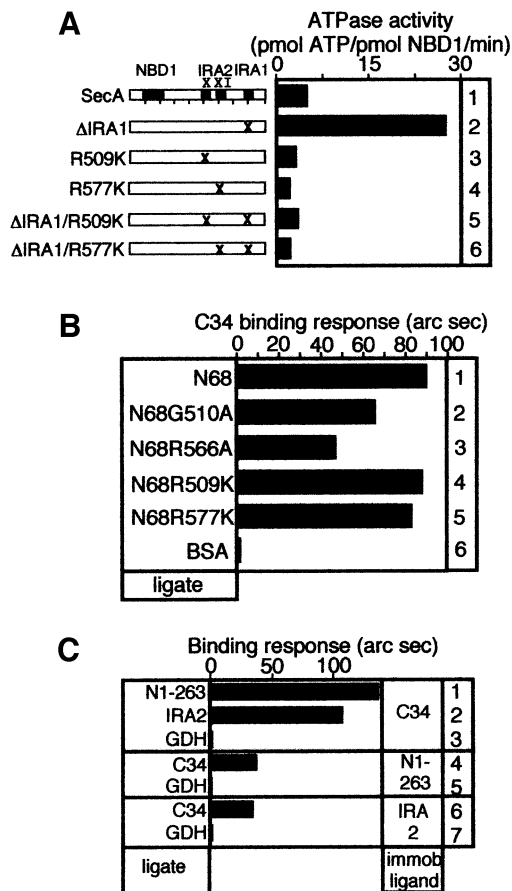 A
ATPase activity
(pmol ATP/pmol NBD1/min)
0 15 30
NBD1 IRA2 IRA1
X X I
SecA 1
ΔIRA1 X 2
R509K X 3
R577K X 4
ΔIRA1/R509K X X 5
ΔIRA1/R577K X X 6
B
C34 binding response (arc sec)
0 20 40 60 80 100
N68 1
N68G510A 2
N68R566A 3
N68R509K 4
N68R577K 5
BSA 6
ligate
C
Binding response (arc sec)
0 50 100
N1-263 1
IRA2 C34 2
GDH 3
C34 N1- 4
GDH 263 5
C34 IRA 6
GDH 2 7
ligate immob
ligand